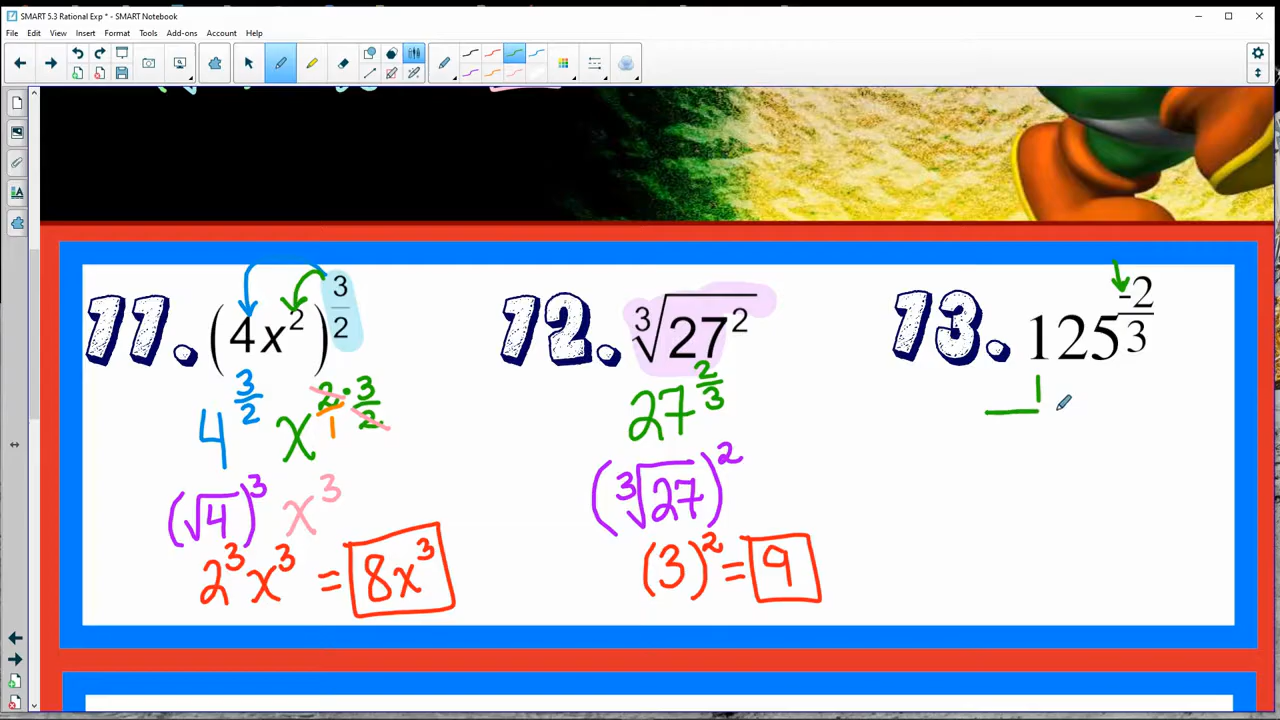 SMART 5.3 Rational Exp * - SMART Notebook
File Edit View Insert Format Tools Add-ons Account Help
11. (4x²)^(3/2)
4^(3/2) x^(2/1 · 3/2)
(√4)³ x³
2³x³ = 8x³
12. ∛27²
27^(2/3)
(∛27)²
(3)² = 9
13. 125^(-2/3)
1